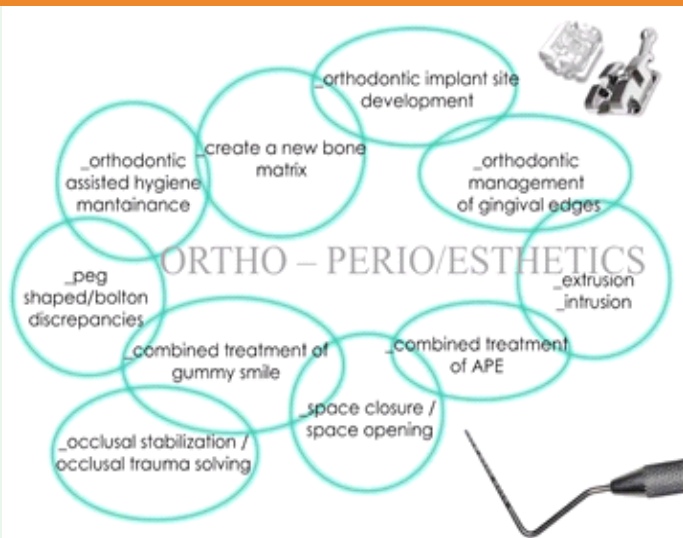 _orthodontic implant site
development
_create a new bone
matrix
_orthodontic
assisted hygiene
mantainance
_orthodontic
management
of gingival edges
ORTHO – PERIO/ESTHETICS
_peg
shaped/bolton
discrepancies
_extrusion
_intrusion
_combined treatment of
gummy smile
_combined treatment
of APE
_space closure /
space opening
_occlusal stabilization /
occlusal trauma solving